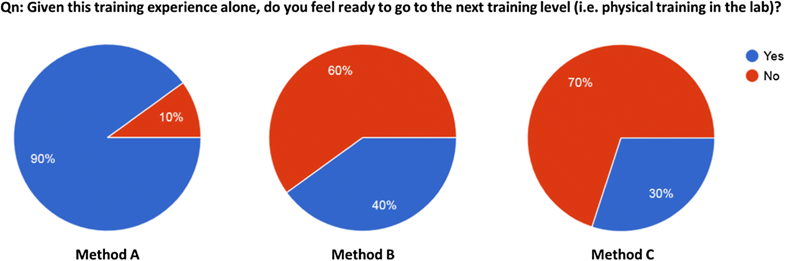 Qn: Given this training experience alone, do you feel ready to go to the next training level (i.e. physical training in the lab)?
Yes
No
90%
10%
Method A
60%
40%
Method B
70%
30%
Method C